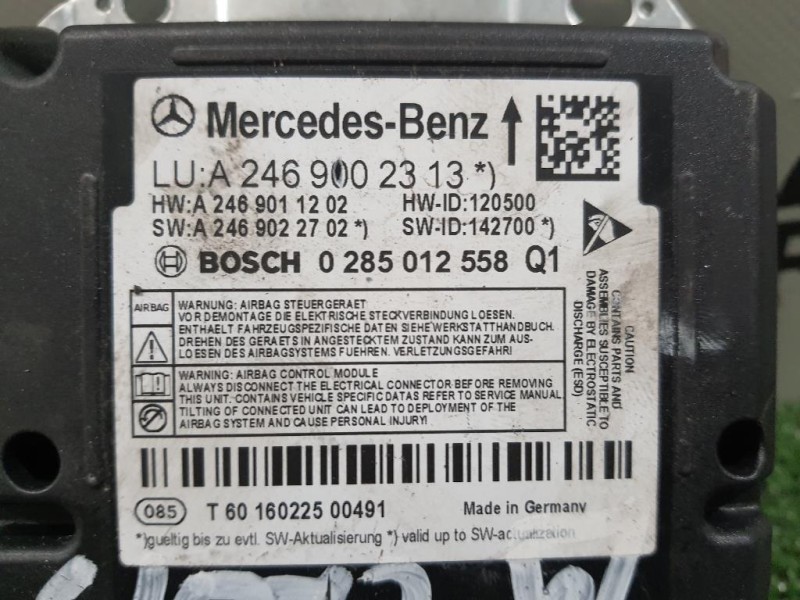 Mercedes-Benz
LU:A 246 900 23 13 *)
HW:A 246 901 12 02 HW-ID:120500
SW:A 246 902 27 02 *) SW-ID:142700 *)
BOSCH 0 285 012 558 Q1
CAUTION
CONTAINS PARTS AND
ASSEMBLIES SUSCEPTIBLE TO
DAMAGE BY ELECTROSTATIC
DISCHARGE (ESD)
AIRBAG
WARNUNG: AIRBAG STEUERGERAET
VOR DEMONTAGE DIE ELEKTRISCHE STECKVERBINDUNG LOESEN.
ENTHAELT FAHRZEUGSPEZIFISCHE DATEN SIEHE WERKSTATTHANDBUCH.
DREHEN DES GERAETS IN ANGESTECKTEM ZUSTAND KANN ZUM AUS-
LOESEN DES AIRBAGSYSTEMS FUEHREN. VERLETZUNGSGEFAHR!
WARNING: AIRBAG CONTROL MODULE
ALWAYS DISCONNECT THE ELECTRICAL CONNECTOR BEFORE REMOVING
THIS UNIT. CONTAINS VEHICLE SPECIFIC DATAS REFER TO SERVICE MANUAL
TILTING OF CONNECTED UNIT CAN LEAD TO DEPLOYMENT OF THE
AIRBAG SYSTEM AND CAUSE PERSONAL INJURY!
085 T 60 160225 00491 Made in Germany
*)gueltig bis zu evtl. SW-Aktualisierung *) valid up to SW-actualization